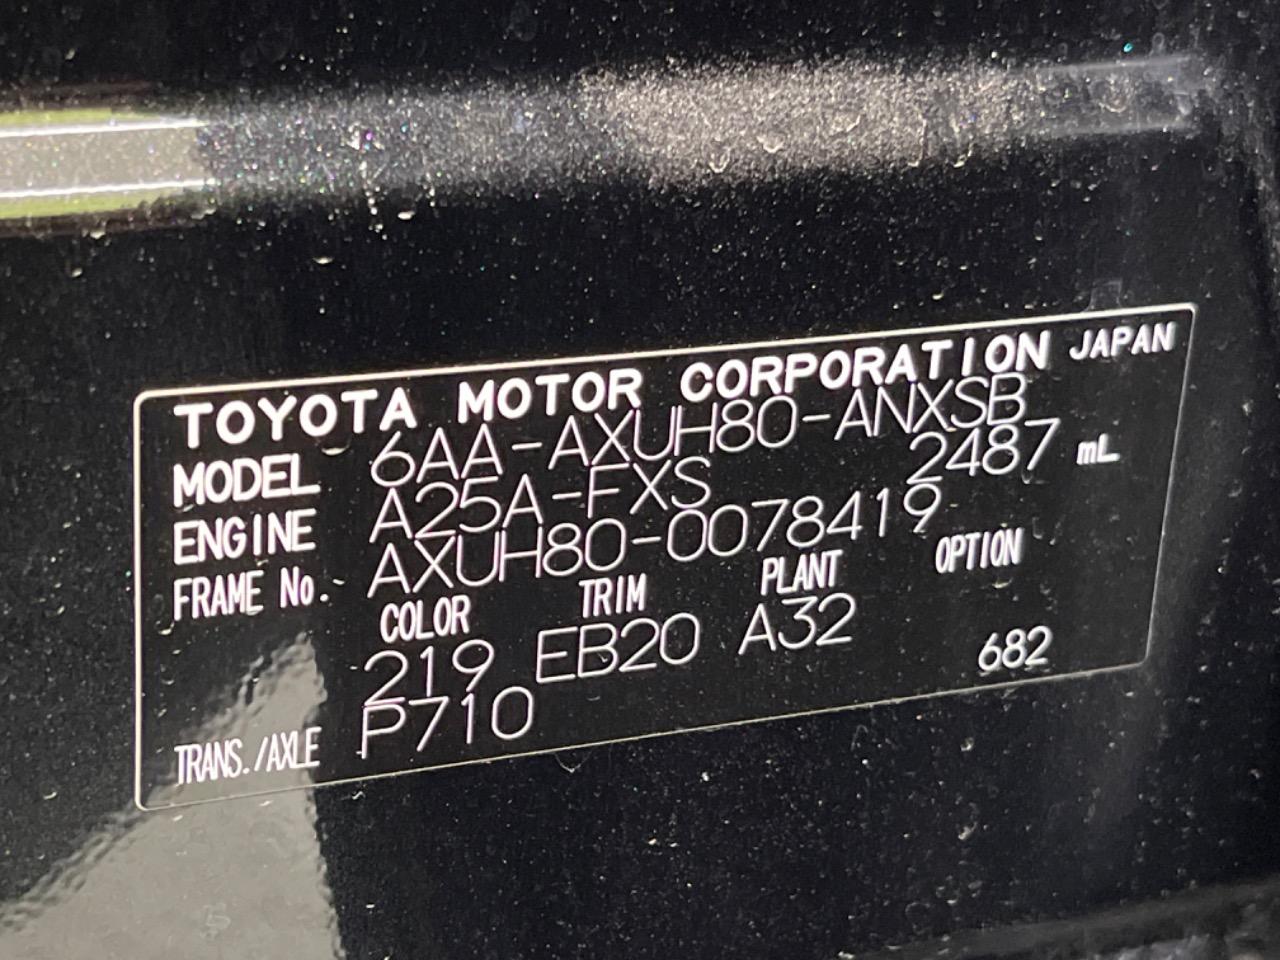 TOYOTA MOTOR CORPORATION JAPAN
MODEL 6AA-AXUH80-ANXSB
ENGINE A25A-FXS 2487 mL
FRAME No. AXUH80-0078419
COLOR TRIM PLANT OPTION
219 EB20 A32 682
TRANS./AXLE P710